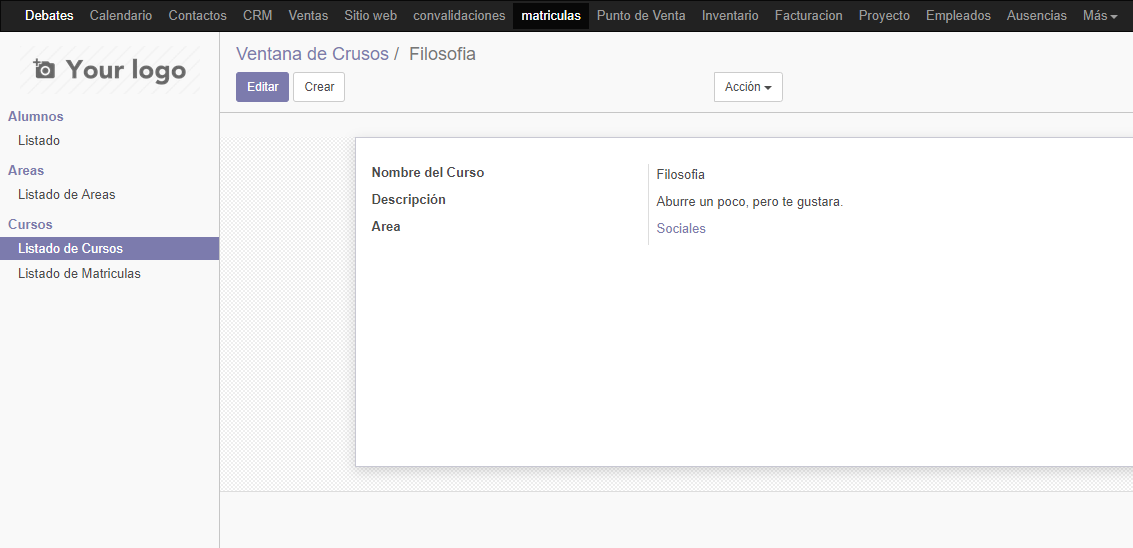 Debates Calendario Contactos CRM Ventas Sitio web convalidaciones matriculas Punto de Venta Inventario Facturacion Proyecto Empleados Ausencias Más
Your logo
Alumnos
Listado
Areas
Listado de Areas
Cursos
Listado de Cursos
Listado de Matriculas
Ventana de Crusos / Filosofia
Editar Crear Acción
Nombre del Curso Filosofia
Descripción Aburre un poco, pero te gustara.
Area Sociales